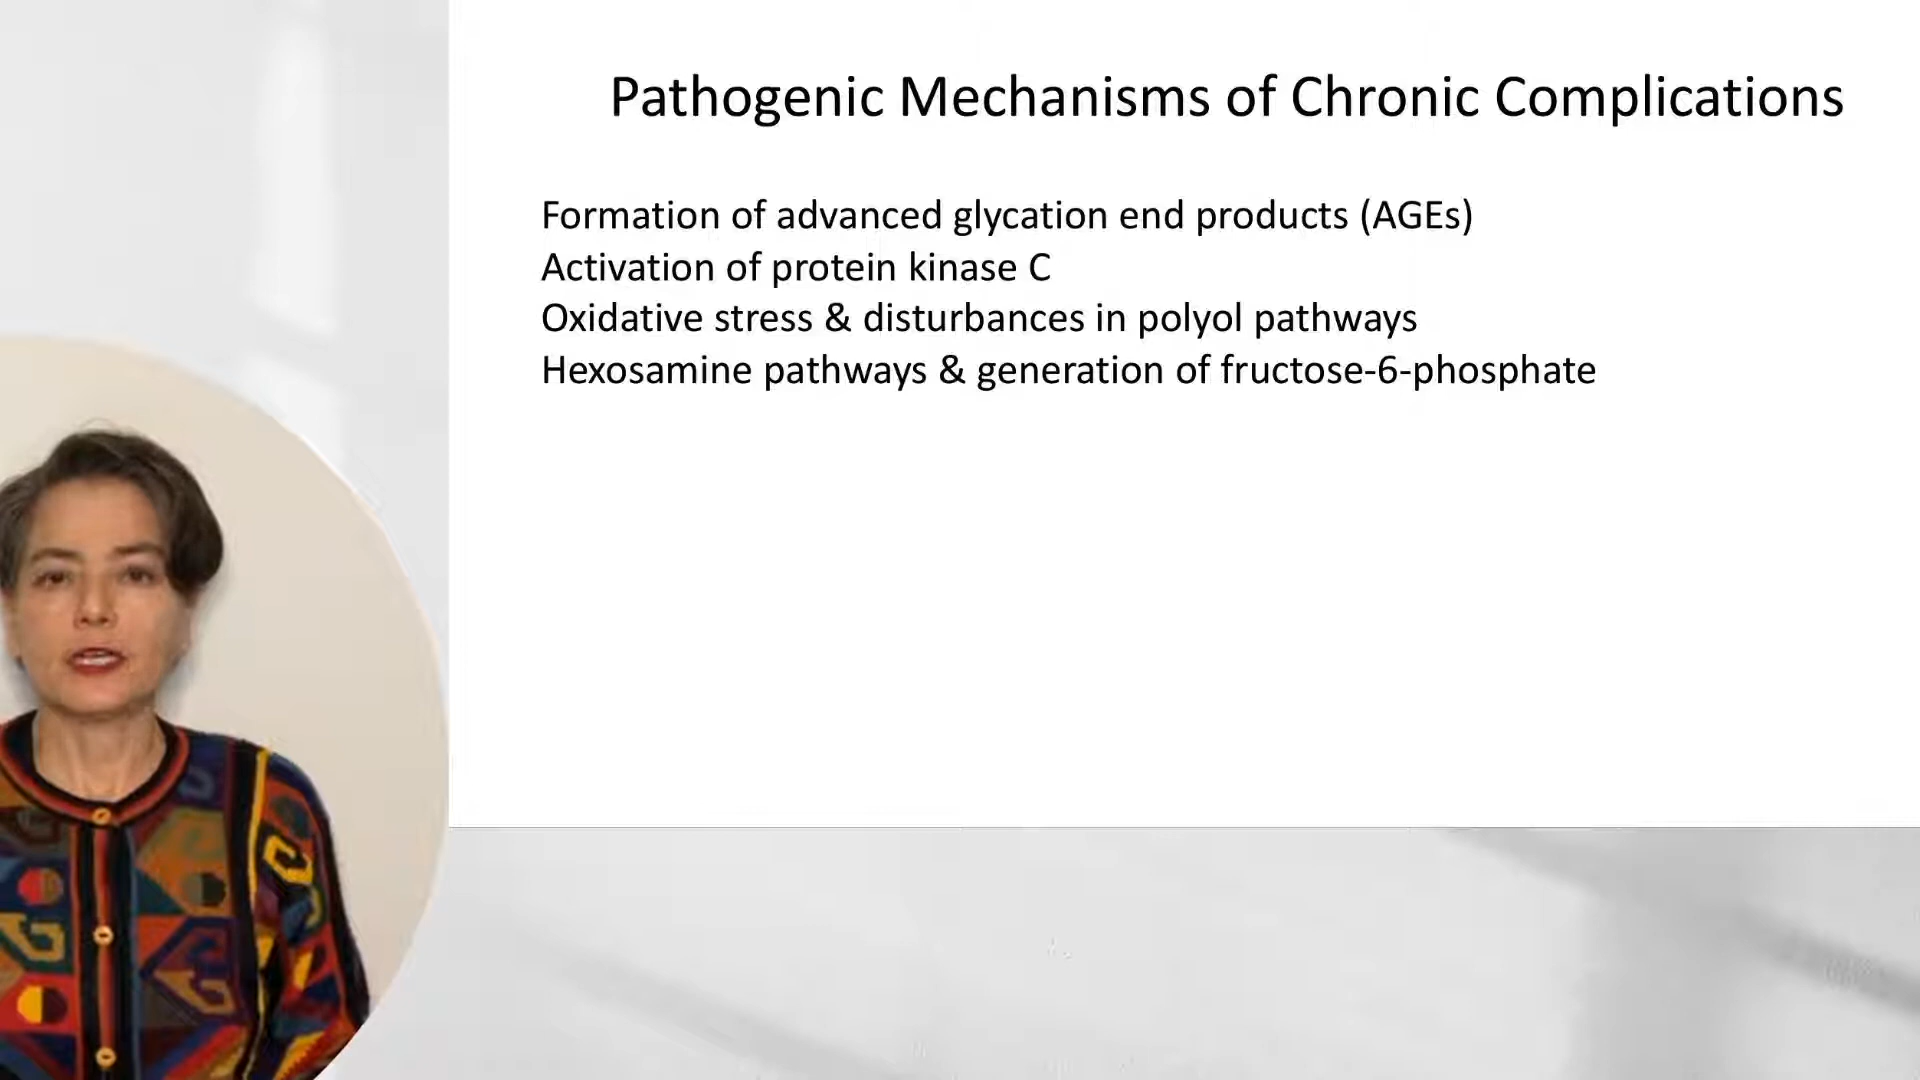 Pathogenic Mechanisms of Chronic Complications
Formation of advanced glycation end products (AGEs)
Activation of protein kinase C
Oxidative stress & disturbances in polyol pathways
Hexosamine pathways & generation of fructose-6-phosphate